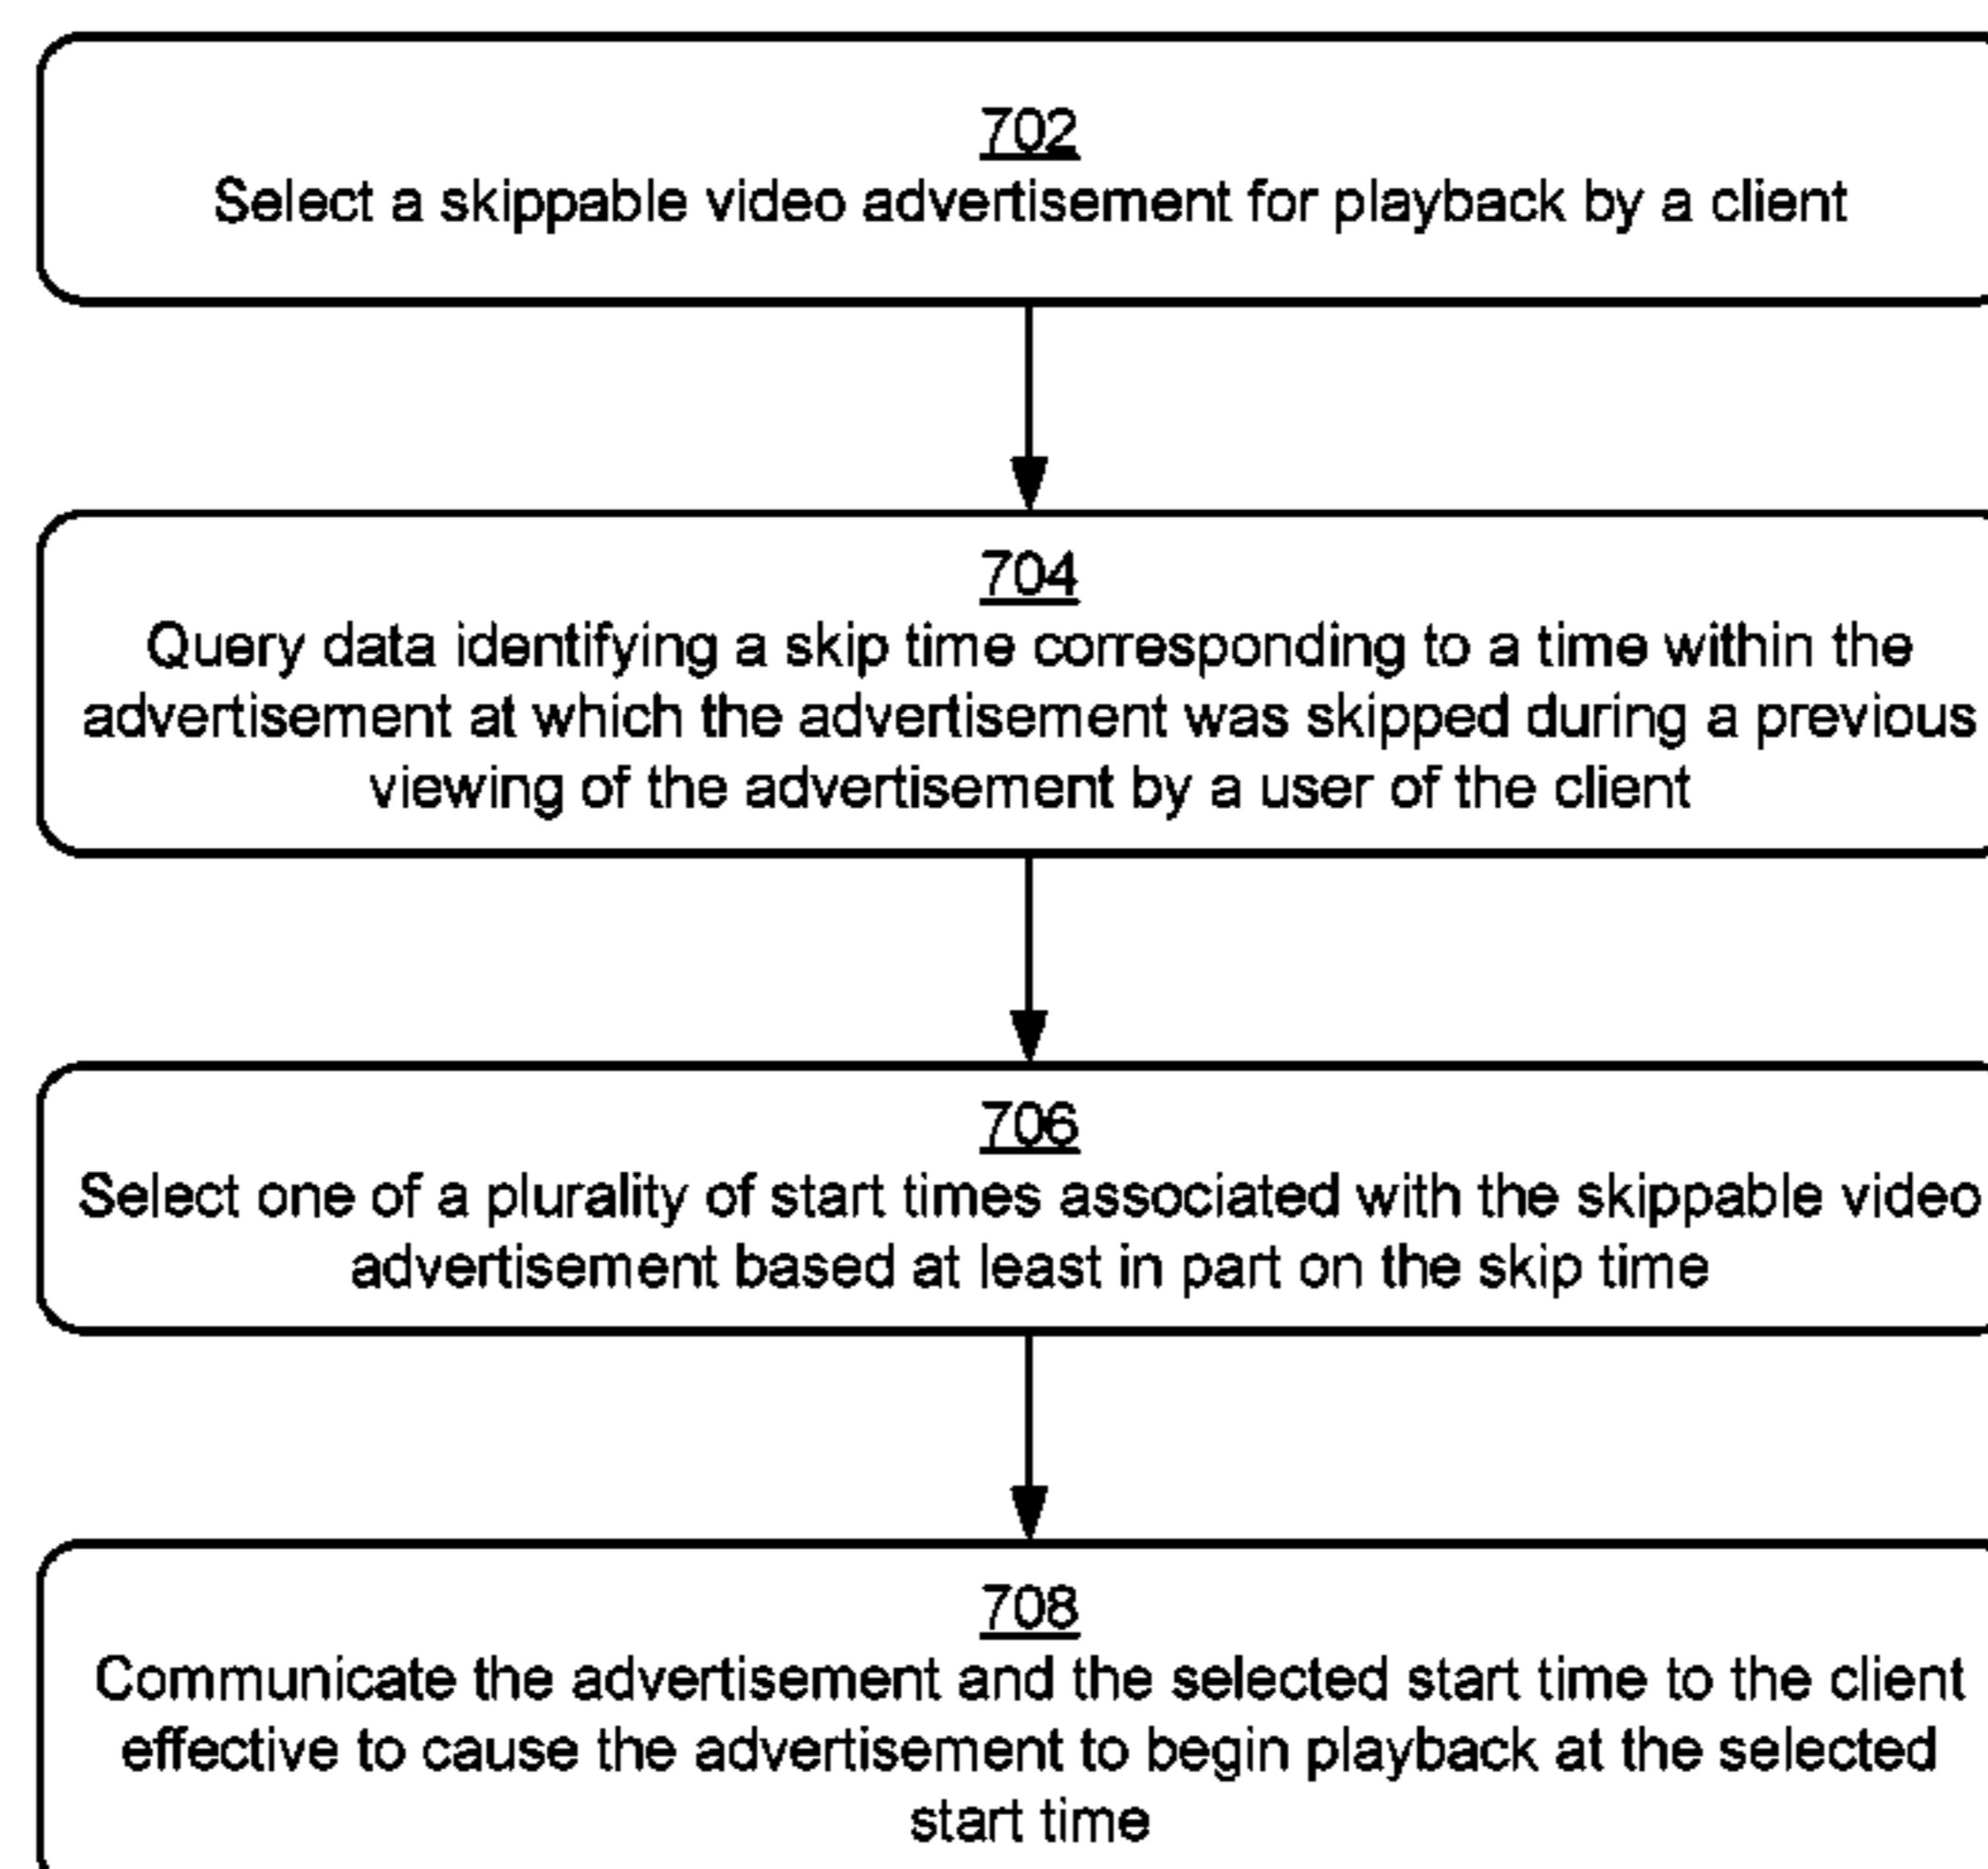 702
Select a skippable video advertisement for playback by a client
704
Query data identifying a skip time corresponding to a time within the
advertisement at which the advertisement was skipped during a previous
viewing of the advertisement by a user of the client
706
Select one of a plurality of start times associated with the skippable video
advertisement based at least in part on the skip time
708
Communicate the advertisement and the selected start time to the client
effective to cause the advertisement to begin playback at the selected
start time